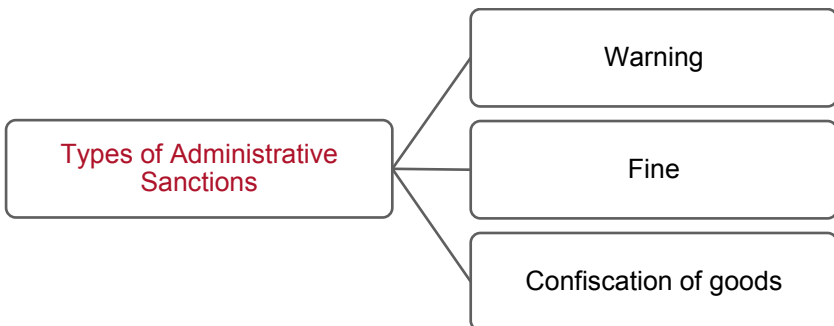 Types of Administrative
Sanctions
Warning
Fine
Confiscation of goods